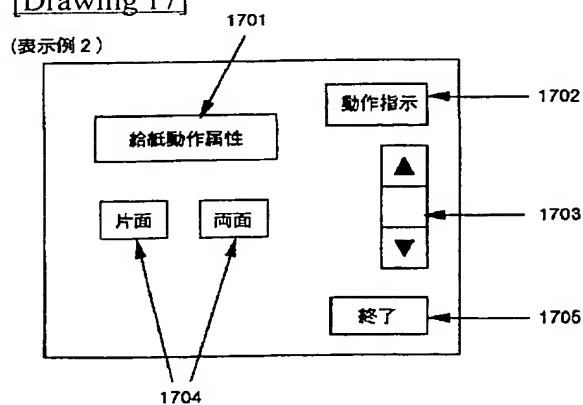 [Drawing 17]
(表示例2)
1701
動作指示
1702
給紙動作属性
▲
片面
両面
1703
▼
終了
1705
1704